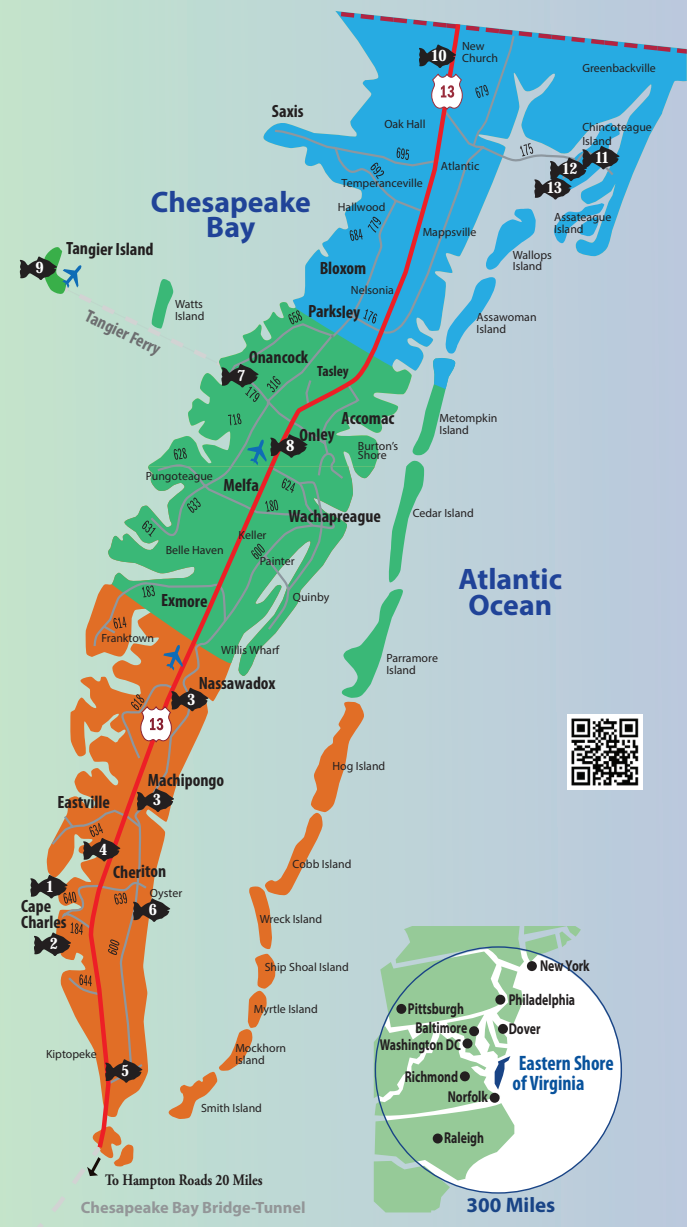 10
New
Church
Greenbackville
13
679
Saxis
Oak Hall
Chincoteague
Island
695
175
11
Atlantic
12
692
Temperanceville
13
Hallwood
Chesapeake
Bay
779
684
Mappsville
Assateague
Island
Tangier Island
Wallops
Island
9
Bloxom
Nelsonia
Watts
Island
Parksley
176
658
Assawoman
Island
Tangier Ferry
Onancock
Tasley
7
316
179
Accomac
718
Metompkin
Island
Onley
8
Burton's
Shore
628
Pungoteague
Melfa
624
633
180
Wachapreague
Cedar Island
631
Keller
600
Belle Haven
Painter
Atlantic
Ocean
183
Exmore
Quinby
614
Franktown
Willis Wharf
Parramore
Island
Nassawadox
618
3
13
Hog Island
Machipongo
Eastville
3
634
4
Cobb Island
Cheriton
1
640
639
Oyster
Cape
Charles
6
Wreck Island
184
2
600
Ship Shoal Island
644
Myrtle Island
Kiptopeke
Mockhorn
Island
5
Smith Island
To Hampton Roads 20 Miles
Chesapeake Bay Bridge-Tunnel
New York
Philadelphia
Pittsburgh
Baltimore
Dover
Washington DC
Eastern Shore
of Virginia
Richmond
Norfolk
Raleigh
300 Miles